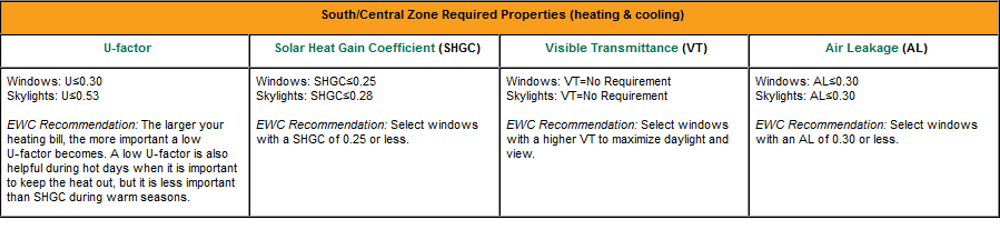 South/Central Zone Required Properties (heating & cooling)
U-factor
Solar Heat Gain Coefficient (SHGC)
Visible Transmittance (VT)
Air Leakage (AL)
Windows: U≤0.30
Skylights: U≤0.53
EWC Recommendation: The larger your
heating bill, the more important a low
U-factor becomes. A low U-factor is also
helpful during hot days when it is important
to keep the heat out, but it is less important
than SHGC during warm seasons.
Windows: SHGC≤0.25
Skylights: SHGC≤0.28
EWC Recommendation: Select windows
with a SHGC of 0.25 or less.
Windows: VT=No Requirement
Skylights: VT=No Requirement
EWC Recommendation: Select windows
with a higher VT to maximize daylight and
view.
Windows: AL≤0.30
Skylights: AL≤0.30
EWC Recommendation: Select windows
with an AL of 0.30 or less.